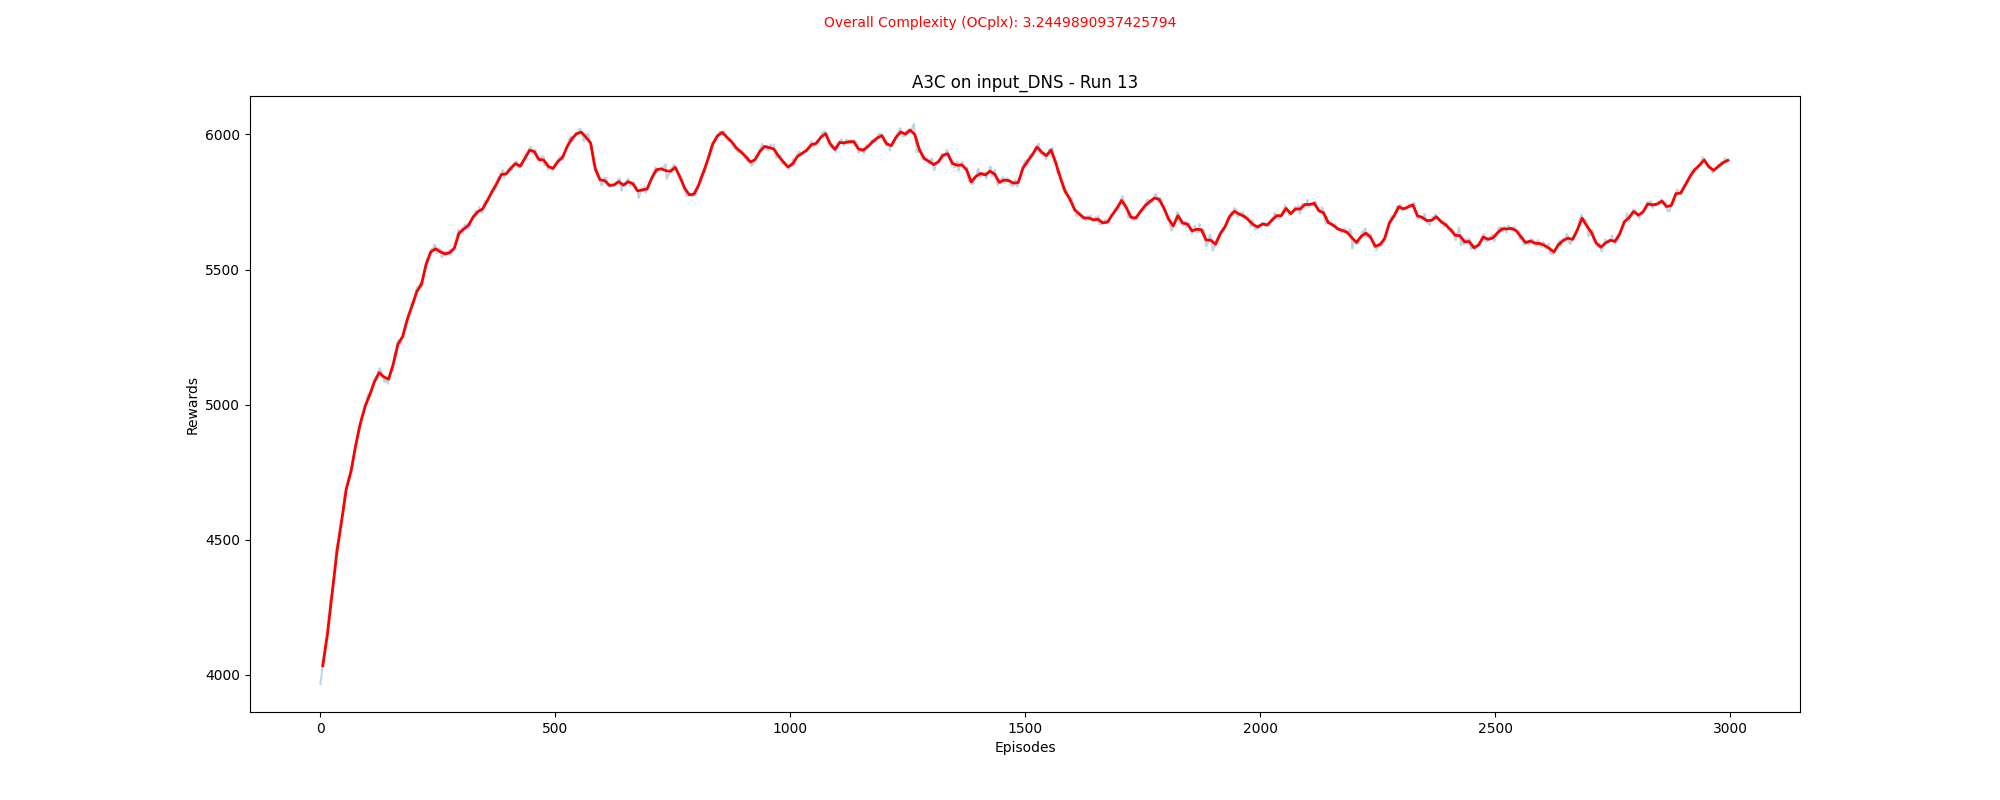 Overall Complexity (OCplx): 3.2449890937425794
A3C on input_DNS - Run 13
6000
5500
5000
4500
4000
Rewards
0 500 1000 1500 2000 2500 3000
Episodes